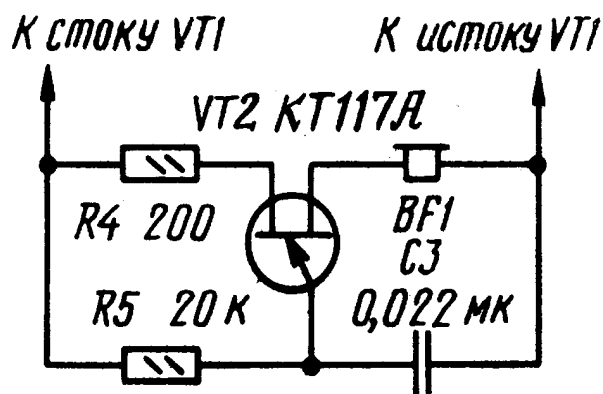 К стоку VT1
К истоку VT1
VT2 КТ117А
R4 200
BF1
C3
R5 20 к
0,022 мк